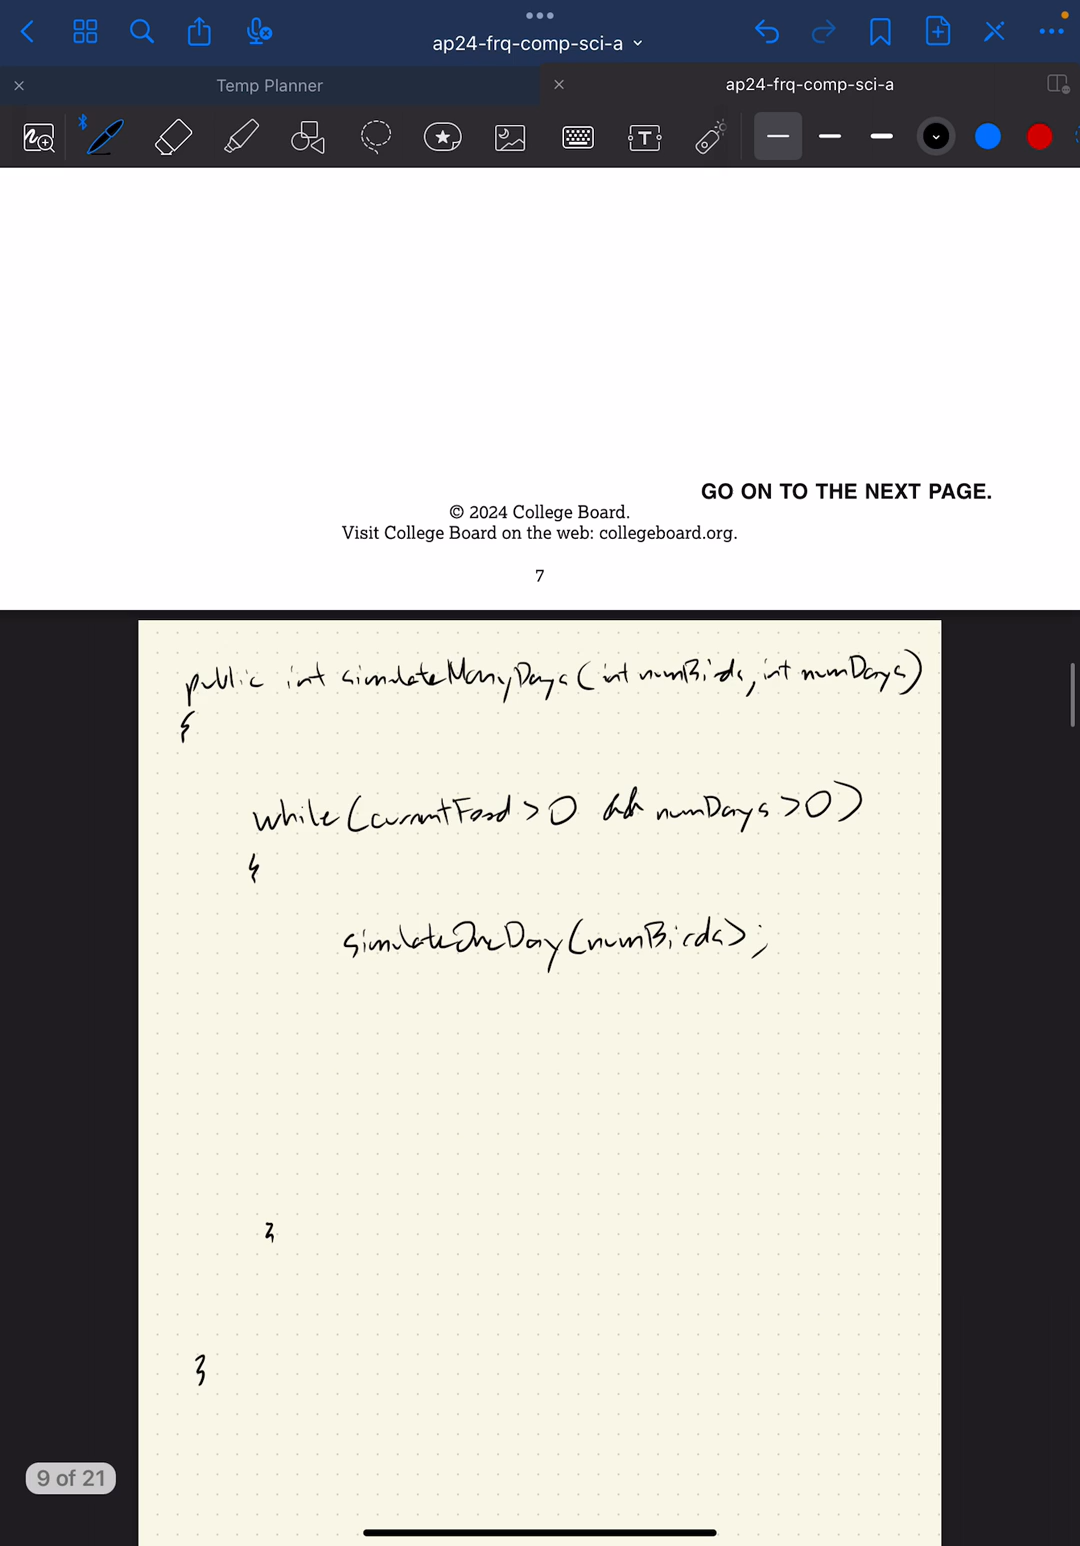 ap24-frq-comp-sci-a
Temp Planner
ap24-frq-comp-sci-a
T
GO ON TO THE NEXT PAGE.
© 2024 College Board.
Visit College Board on the web: collegeboard.org.
7
public int simulateManyDays(int numBirds, int numDays)
{
while(currentFood > 0 && numDays > 0)
{
simulateOneDay(numBirds);
}
}
9 of 21